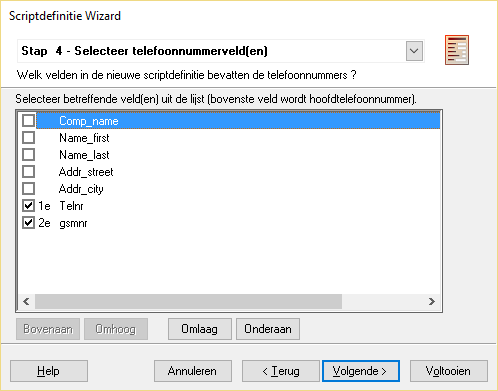 Scriptdefinitie Wizard
Stap 4 - Selecteer telefoonnummerveld(en)
Welk velden in de nieuwe scriptdefinitie bevatten de telefoonnummers ?
Selecteer betreffende veld(en) uit de lijst (bovenste veld wordt hoofdtelefoonnummer).
Comp_name
Name_first
Name_last
Addr_street
Addr_city
1e Telnr
2e gsmnr
Bovenaan Omhoog Omlaag Onderaan
Help Annuleren < Terug Volgende > Voltooien